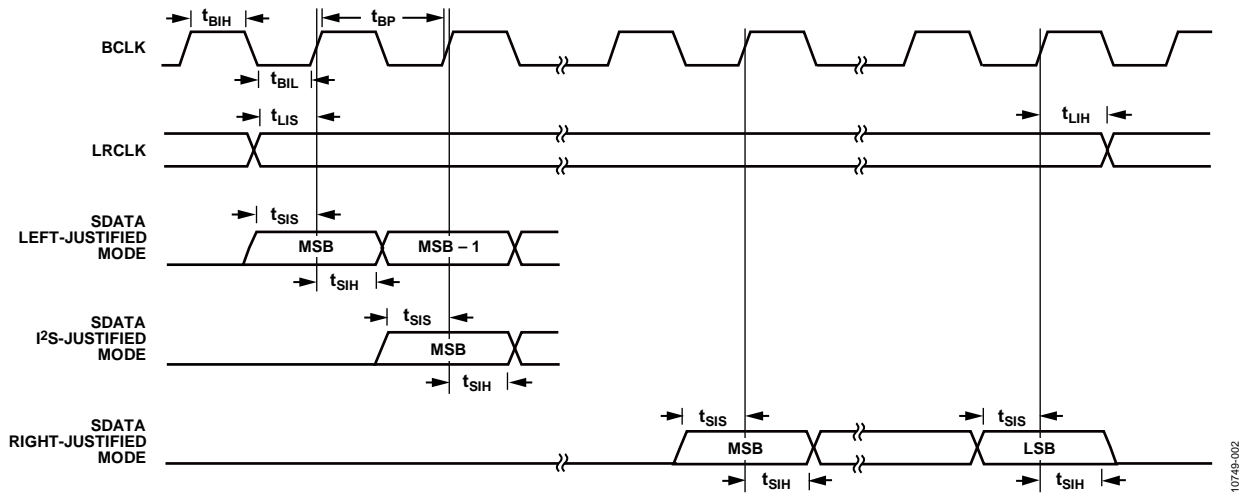 tBIH
tBP
BCLK
tBIL
tLIS
tLIH
LRCLK
SDATA
LEFT-JUSTIFIED
MODE
tSIS
MSB
MSB – 1
tSIH
SDATA
I²S-JUSTIFIED
MODE
tSIS
MSB
tSIH
SDATA
RIGHT-JUSTIFIED
MODE
tSIS
tSIS
MSB
LSB
tSIH
tSIH
10749-002